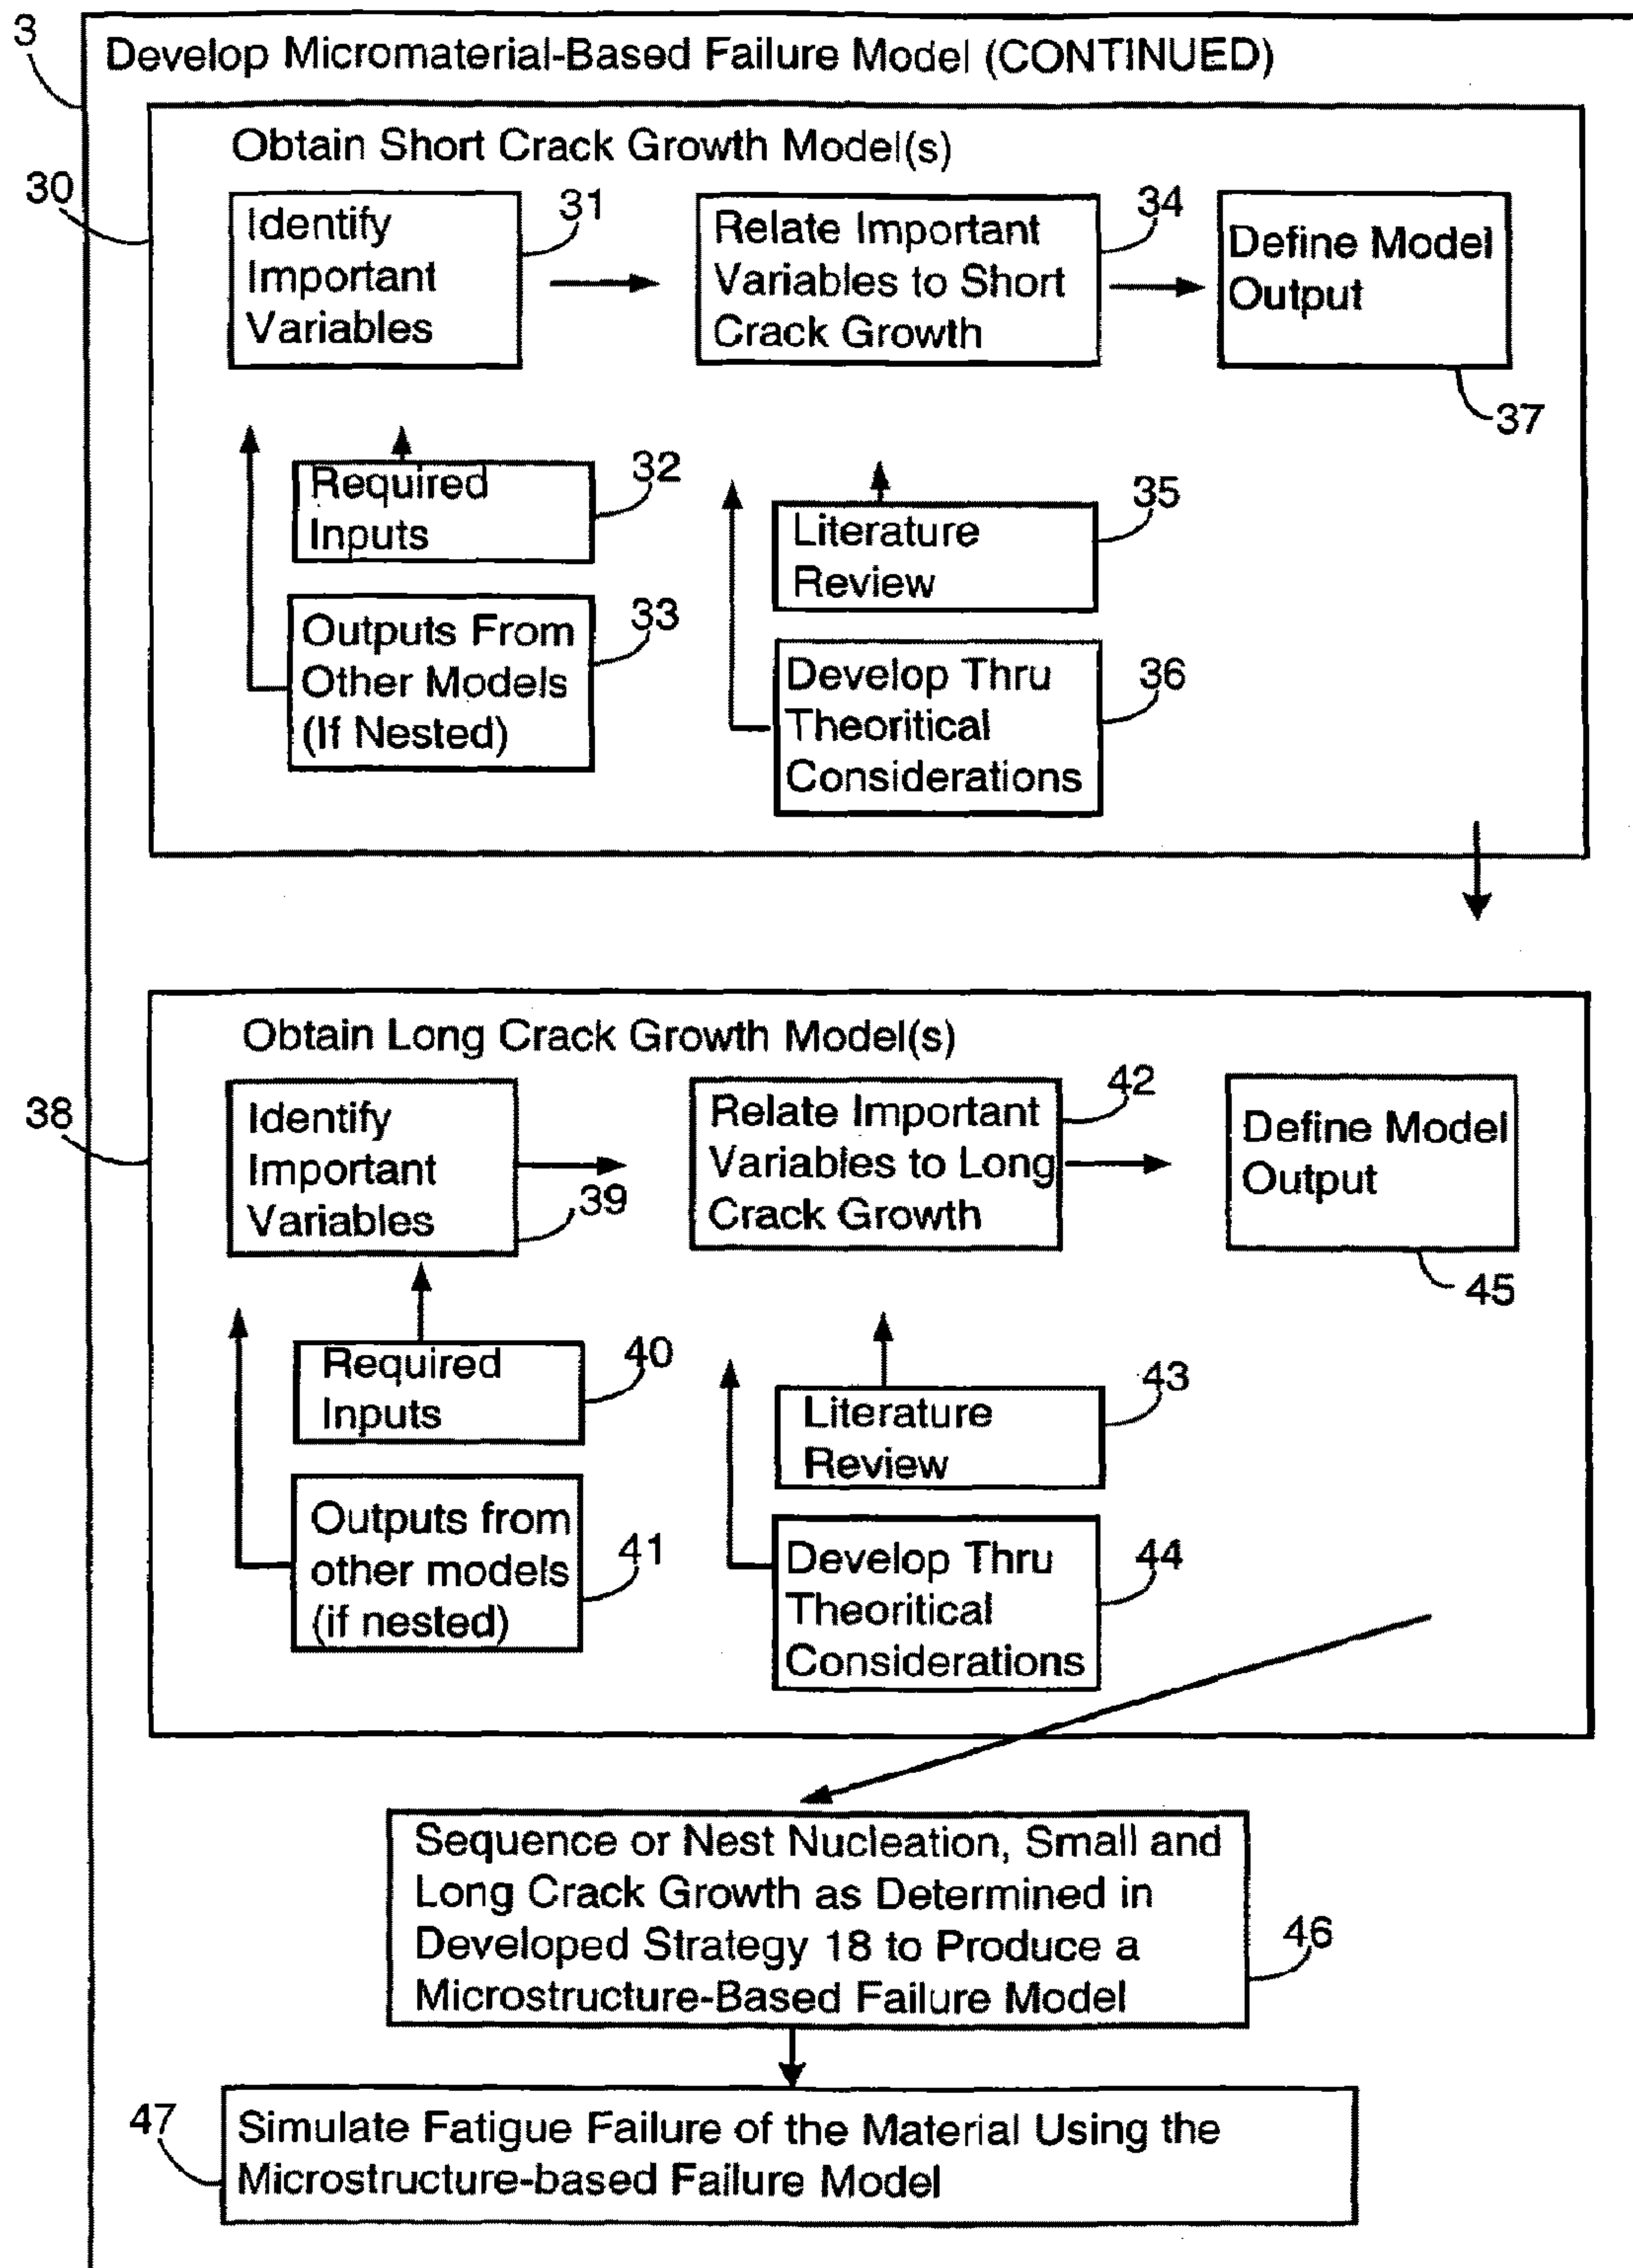 3
Develop Micromaterial-Based Failure Model (CONTINUED)
30
Obtain Short Crack Growth Model(s)
Identify
Important
Variables
31
Relate Important
Variables to Short
Crack Growth
34
Define Model
Output
37
Required
Inputs
32
Outputs From
Other Models
(If Nested)
33
Literature
Review
35
Develop Thru
Theoritical
Considerations
36
38
Obtain Long Crack Growth Model(s)
Identify
Important
Variables
39
Relate Important
Variables to Long
Crack Growth
42
Define Model
Output
45
Required
Inputs
40
Outputs from
other models
(if nested)
41
Literature
Review
43
Develop Thru
Theoritical
Considerations
44
Sequence or Nest Nucleation, Small and
Long Crack Growth as Determined in
Developed Strategy 18 to Produce a
Microstructure-Based Failure Model
46
47
Simulate Fatigue Failure of the Material Using the
Microstructure-based Failure Model